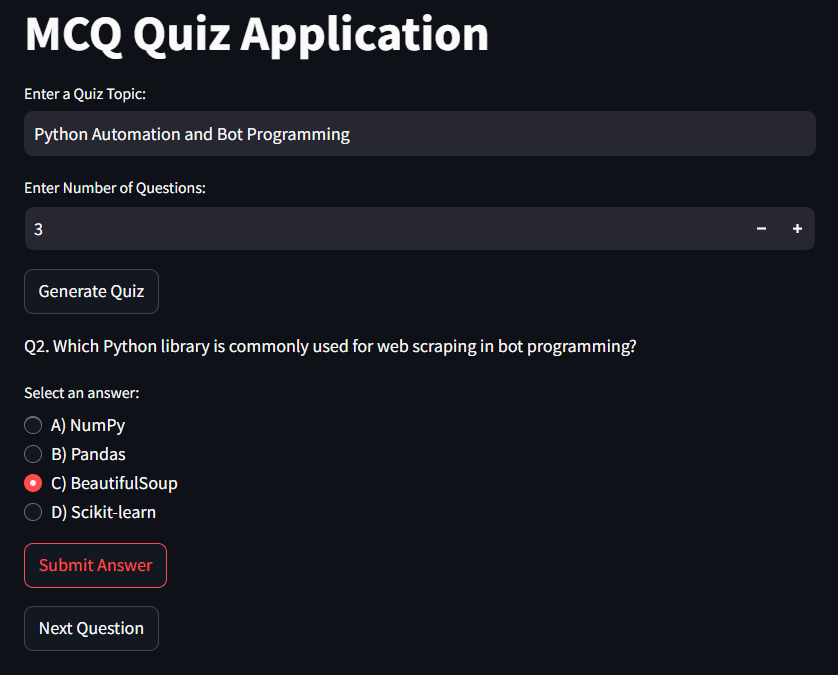 MCQ Quiz Application
Enter a Quiz Topic:
Python Automation and Bot Programming
Enter Number of Questions:
3
Generate Quiz
Q2. Which Python library is commonly used for web scraping in bot programming?
Select an answer:
A) NumPy
B) Pandas
C) BeautifulSoup
D) Scikit-learn
Submit Answer
Next Question